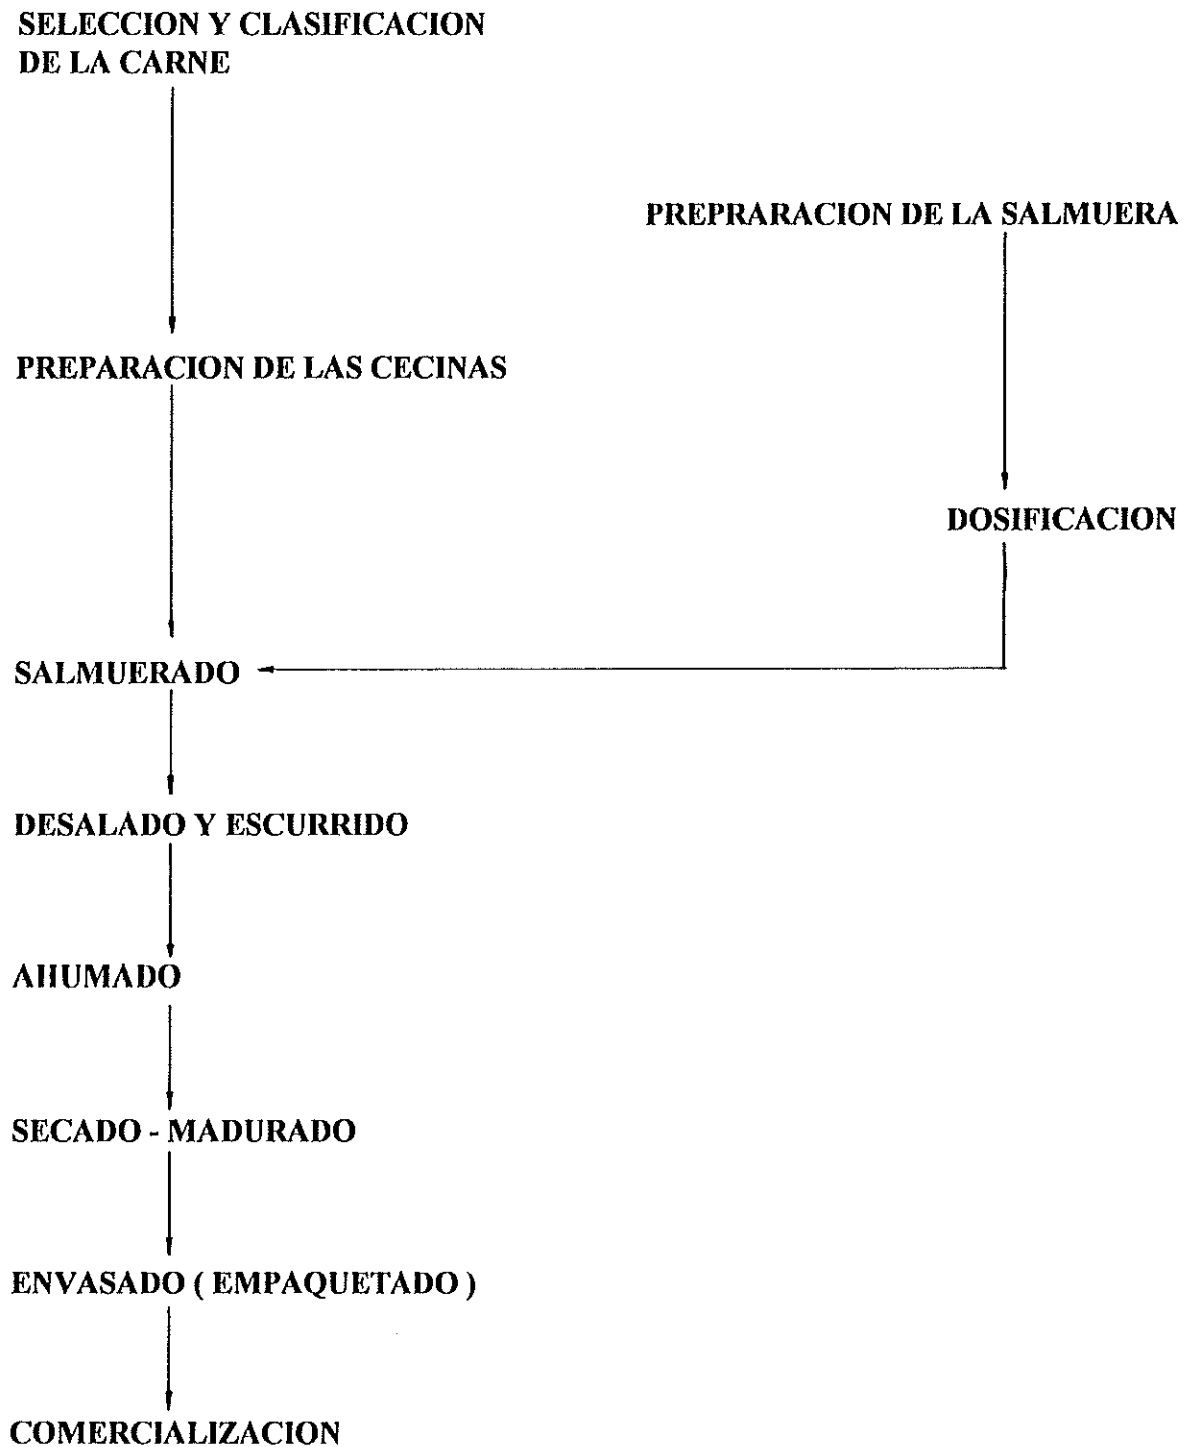 SELECCION Y CLASIFICACION
DE LA CARNE
PREPRARACION DE LA SALMUERA
PREPARACION DE LAS CECINAS
DOSIFICACION
SALMUERADO
DESALADO Y ESCURRIDO
AHUMADO
SECADO - MADURADO
ENVASADO ( EMPAQUETADO )
COMERCIALIZACION